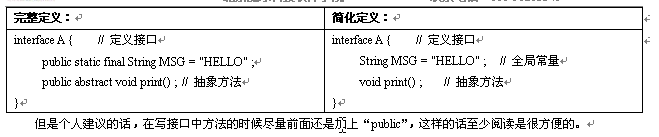 完整定义：
简化定义：
interface A {    // 定义接口
    public static final String MSG = "HELLO" ;
    public abstract void print() ; // 抽象方法
}
interface A {    // 定义接口
    String MSG = "HELLO" ;    // 全局常量
    void print() ;    // 抽象方法
}
但是个人建议的话，在写接口中方法的时候尽量前面还是加上“public”，这样的话至少阅读是很方便的。